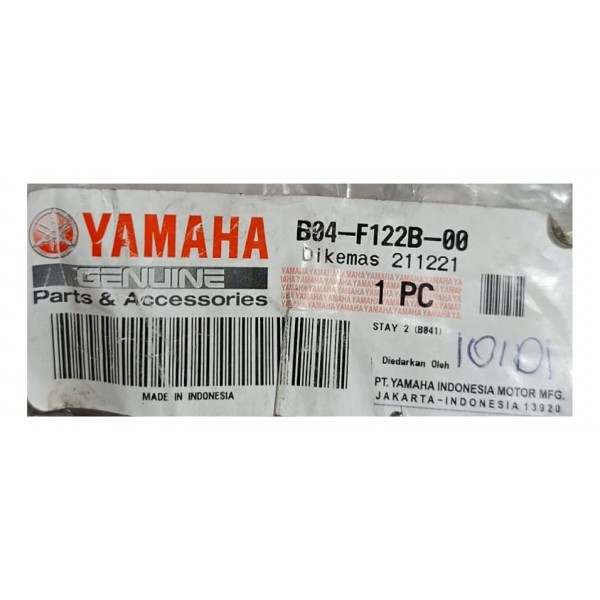 YAMAHA
GENUINE
Parts & Accessories
MADE IN INDONESIA
B04-F122B-00
Dikemas 211221
1 PC
STAY 2 (B041)
Diedarkan Oleh
10101
PT. YAMAHA INDONESIA MOTOR MFG.
JAKARTA-INDONESIA 13920